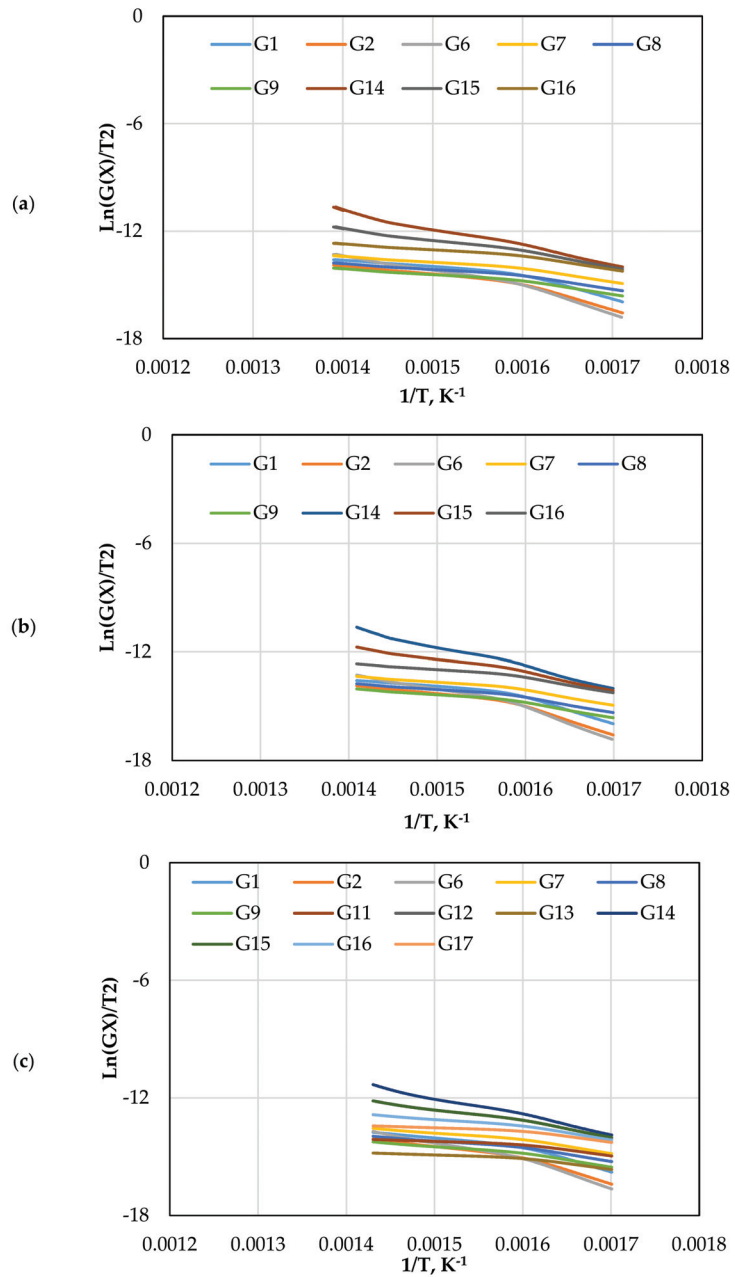 0
G1 G2 G6 G7 G8
G9 G14 G15 G16
-6
-12
-18
Ln(G(X)/T2)
(a)
0.0012 0.0013 0.0014 0.0015 0.0016 0.0017 0.0018
1/T, K-1
0
G1 G2 G6 G7 G8
G9 G14 G15 G16
-6
-12
-18
Ln(G(X)/T2)
(b)
0.0012 0.0013 0.0014 0.0015 0.0016 0.0017 0.0018
1/T, K-1
0
G1 G2 G6 G7 G8
G9 G11 G12 G13 G14
G15 G16 G17
-6
-12
-18
Ln(GX)/T2)
(c)
0.0012 0.0013 0.0014 0.0015 0.0016 0.0017 0.0018
1/T, K-1